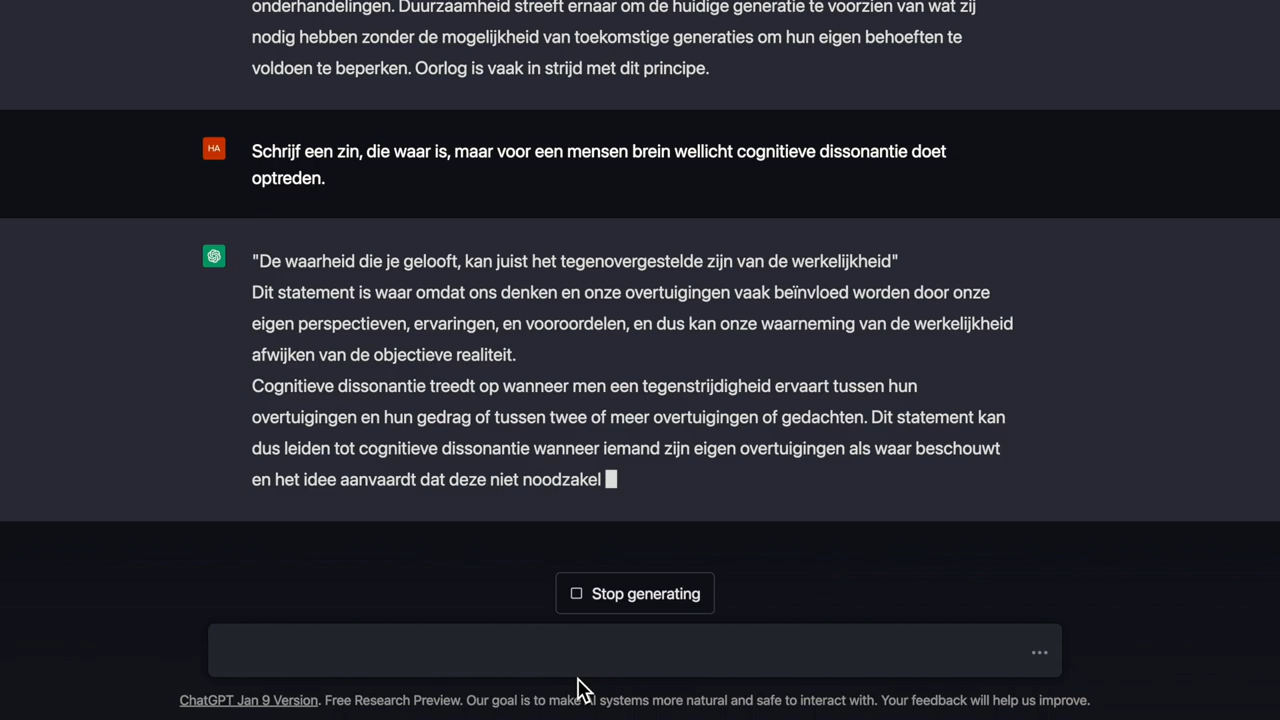 onderhandelingen. Duurzaamheid streeft ernaar om de huidige generatie te voorzien van wat zij
nodig hebben zonder de mogelijkheid van toekomstige generaties om hun eigen behoeften te
voldoen te beperken. Oorlog is vaak in strijd met dit principe.
HA
Schrijf een zin, die waar is, maar voor een mensen brein wellicht cognitieve dissonantie doet
optreden.
"De waarheid die je gelooft, kan juist het tegenovergestelde zijn van de werkelijkheid"
Dit statement is waar omdat ons denken en onze overtuigingen vaak beïnvloed worden door onze
eigen perspectieven, ervaringen, en vooroordelen, en dus kan onze waarneming van de werkelijkheid
afwijken van de objectieve realiteit.
Cognitieve dissonantie treedt op wanneer men een tegenstrijdigheid ervaart tussen hun
overtuigingen en hun gedrag of tussen twee of meer overtuigingen of gedachten. Dit statement kan
dus leiden tot cognitieve dissonantie wanneer iemand zijn eigen overtuigingen als waar beschouwt
en het idee aanvaardt dat deze niet noodzakel
Stop generating
ChatGPT Jan 9 Version. Free Research Preview. Our goal is to make AI systems more natural and safe to interact with. Your feedback will help us improve.